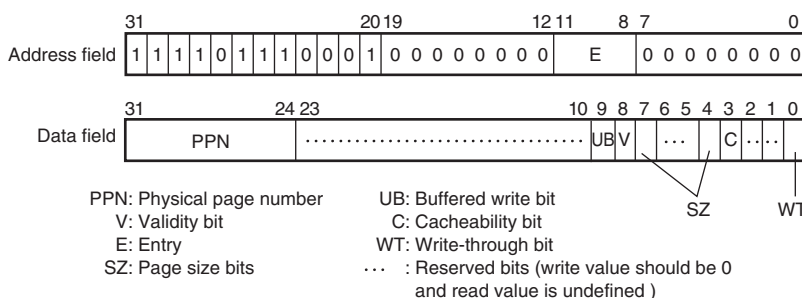 31 20 19 12 11 8 7 0
Address field 1 1 1 1 0 1 1 1 0 0 0 1 0 0 0 0 0 0 0 0 E 0 0 0 0 0 0 0 0
31 24 23 10 9 8 7 6 5 4 3 2 1 0
Data field PPN ................................ UB V ... C .. .. 
SZ WT
PPN: Physical page number UB: Buffered write bit
V: Validity bit C: Cacheability bit
E: Entry WT: Write-through bit
SZ: Page size bits ... : Reserved bits (write value should be 0
and read value is undefined )